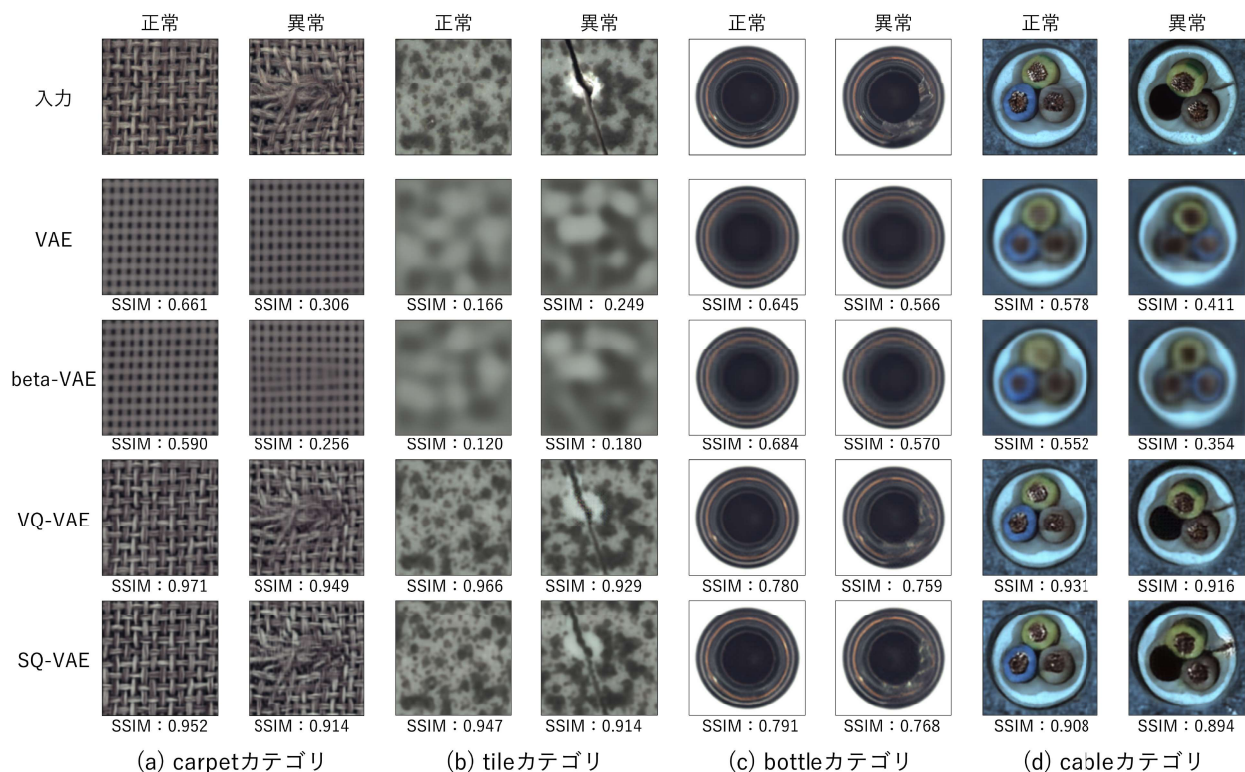 正常 異常 正常 異常 正常 異常 正常 異常
入力
VAE
SSIM：0.661 SSIM：0.306 SSIM：0.166 SSIM： 0.249 SSIM：0.645 SSIM：0.566 SSIM：0.578 SSIM：0.411
beta-VAE
SSIM：0.590 SSIM：0.256 SSIM：0.120 SSIM：0.180 SSIM：0.684 SSIM：0.570 SSIM：0.552 SSIM：0.354
VQ-VAE
SSIM：0.971 SSIM：0.949 SSIM：0.966 SSIM：0.929 SSIM：0.780 SSIM： 0.759 SSIM：0.931 SSIM：0.916
SQ-VAE
SSIM：0.952 SSIM：0.914 SSIM：0.947 SSIM：0.914 SSIM：0.791 SSIM：0.768 SSIM：0.908 SSIM：0.894
(a) carpetカテゴリ (b) tileカテゴリ (c) bottleカテゴリ (d) cableカテゴリ